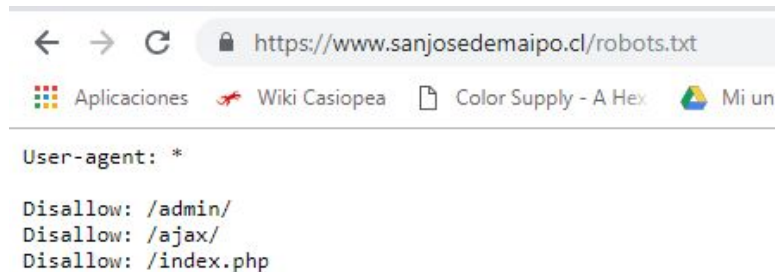 https://www.sanjosedemaipo.cl/robots.txt
Aplicaciones Wiki Casiopea Color Supply - A Hex Mi un
User-agent: *
Disallow: /admin/
Disallow: /ajax/
Disallow: /index.php